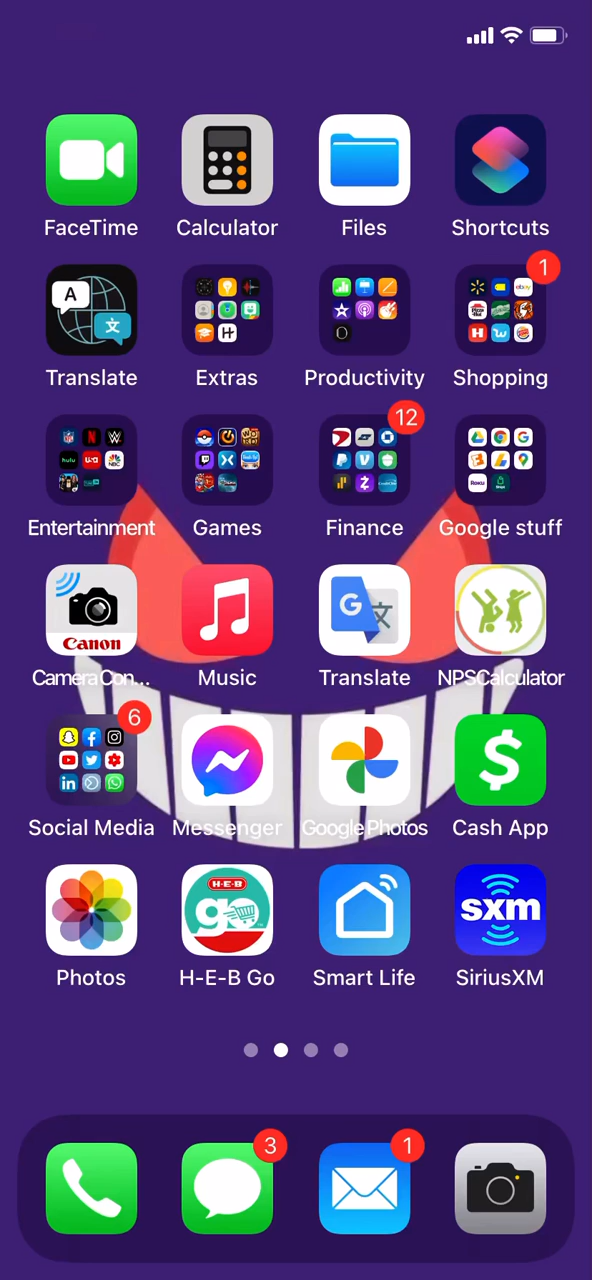 FaceTime
Calculator
Files
Shortcuts
A
文
1
Translate
Extras
Productivity
Shopping
12
Entertainment
Games
Finance
Google stuff
Canon
G
文
CameraCon...
Music
Translate
NPSCalculator
6
$
Social Media
Messenger
Google Photos
Cash App
H-E-B
go
sxm
Photos
H-E-B Go
Smart Life
SiriusXM
3
1